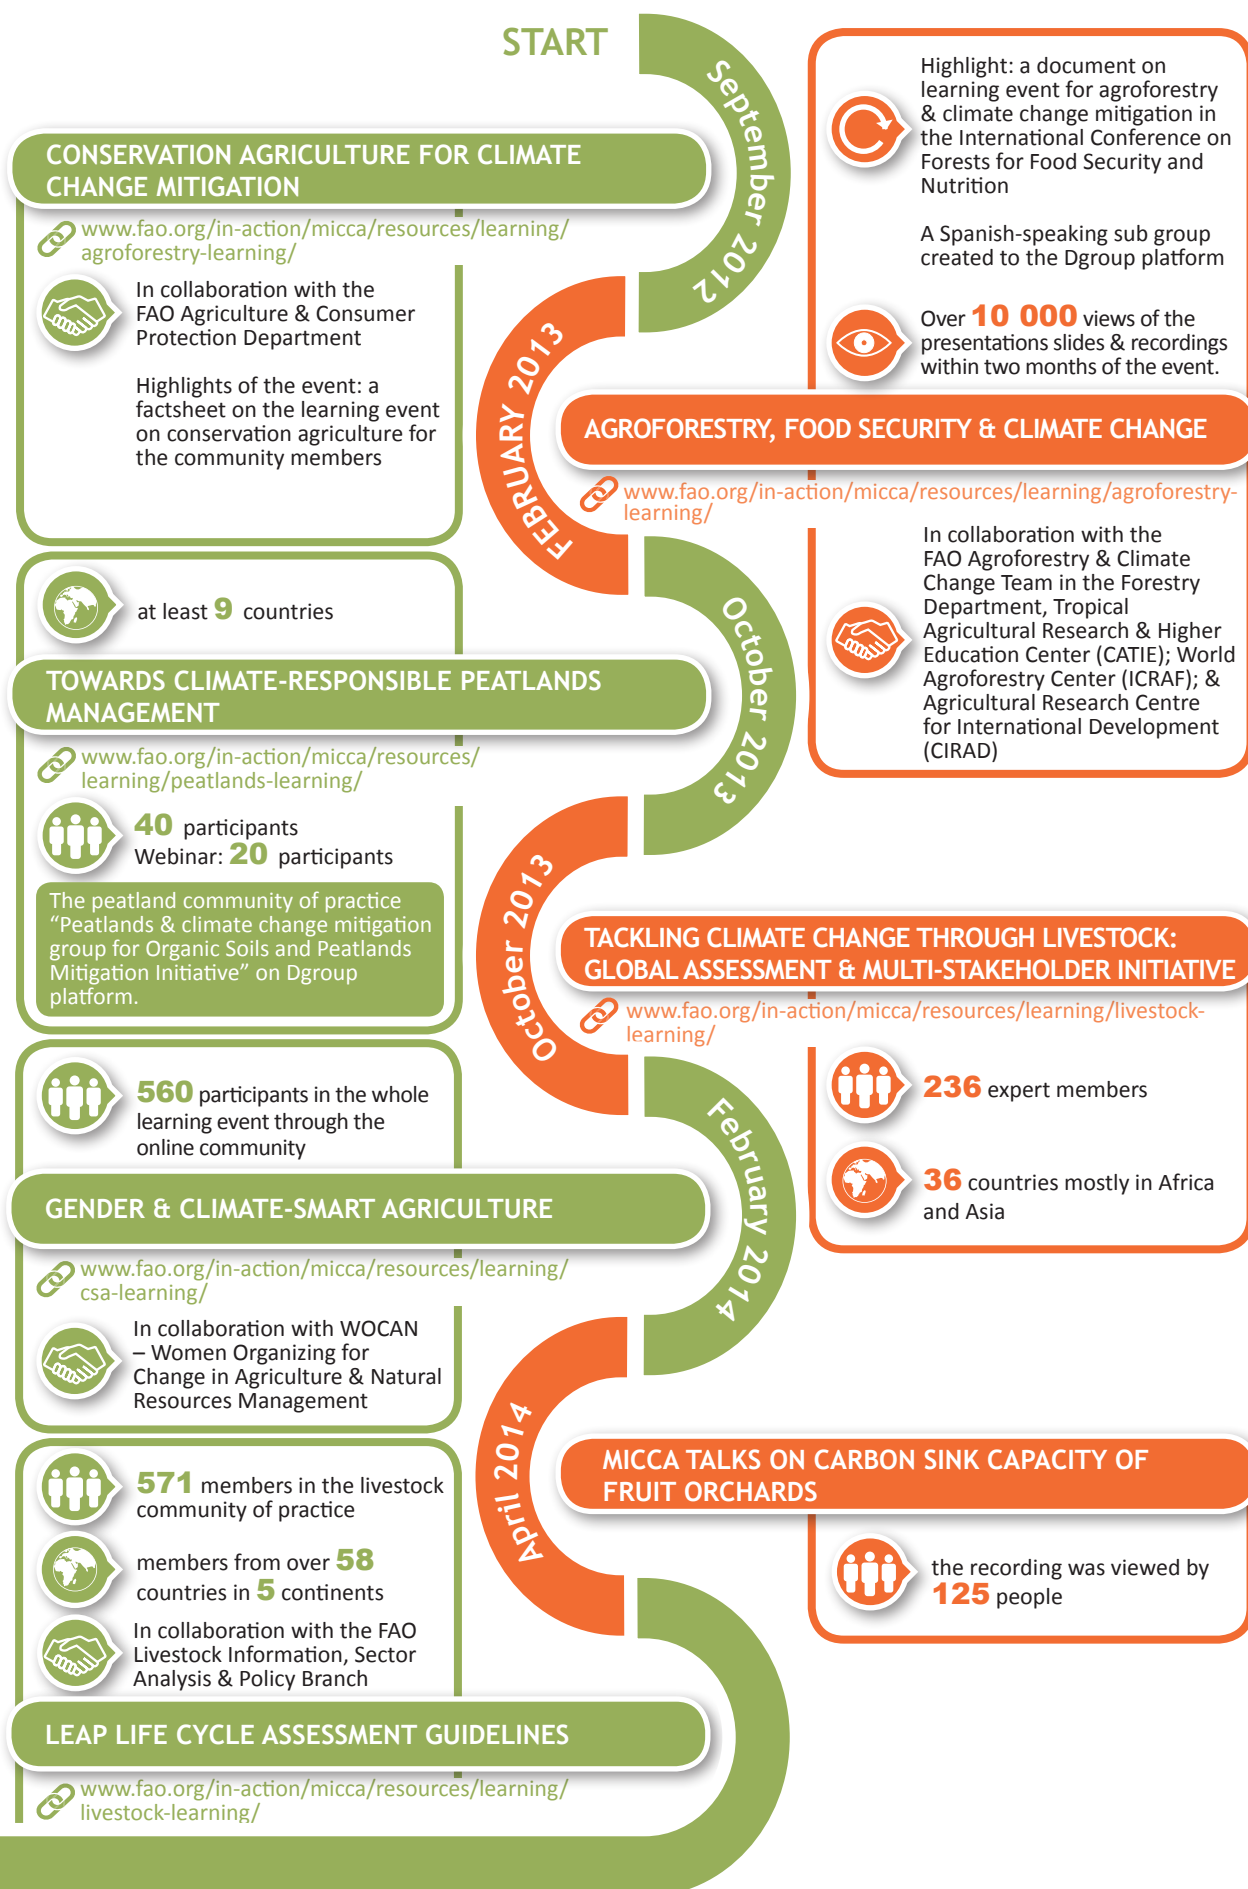 START
September 2012
CONSERVATION AGRICULTURE FOR CLIMATE
CHANGE MITIGATION
www.fao.org/in-action/micca/resources/learning/
agroforestry-learning/
In collaboration with the
FAO Agriculture & Consumer
Protection Department
Highlights of the event: a
factsheet on the learning event
on conservation agriculture for
the community members
Highlight: a document on
learning event for agroforestry
& climate change mitigation in
the International Conference on
Forests for Food Security and
Nutrition
A Spanish-speaking sub group
created to the Dgroup platform
Over 10 000 views of the
presentations slides & recordings
within two months of the event.
FEBRUARY 2013
AGROFORESTRY, FOOD SECURITY & CLIMATE CHANGE
www.fao.org/in-action/micca/resources/learning/agroforestry-
learning/
In collaboration with the
FAO Agroforestry & Climate
Change Team in the Forestry
Department, Tropical
Agricultural Research & Higher
Education Center (CATIE); World
Agroforestry Center (ICRAF); &
Agricultural Research Centre
for International Development
(CIRAD)
at least 9 countries
October 2013
TOWARDS CLIMATE-RESPONSIBLE PEATLANDS
MANAGEMENT
www.fao.org/in-action/micca/resources/
learning/peatlands-learning/
40 participants
Webinar: 20 participants
The peatland community of practice
“Peatlands & climate change mitigation
group for Organic Soils and Peatlands
Mitigation Initiative” on Dgroup
platform.
October 2013
TACKLING CLIMATE CHANGE THROUGH LIVESTOCK:
GLOBAL ASSESSMENT & MULTI-STAKEHOLDER INITIATIVE
www.fao.org/in-action/micca/resources/learning/livestock-
learning/
236 expert members
36 countries mostly in Africa
and Asia
560 participants in the whole
learning event through the
online community
February 2014
GENDER & CLIMATE-SMART AGRICULTURE
www.fao.org/in-action/micca/resources/learning/
csa-learning/
In collaboration with WOCAN
– Women Organizing for
Change in Agriculture & Natural
Resources Management
April 2014
MICCA TALKS ON CARBON SINK CAPACITY OF
FRUIT ORCHARDS
the recording was viewed by
125 people
571 members in the livestock
community of practice
members from over 58
countries in 5 continents
In collaboration with the FAO
Livestock Information, Sector
Analysis & Policy Branch
LEAP LIFE CYCLE ASSESSMENT GUIDELINES
www.fao.org/in-action/micca/resources/learning/
livestock-learning/